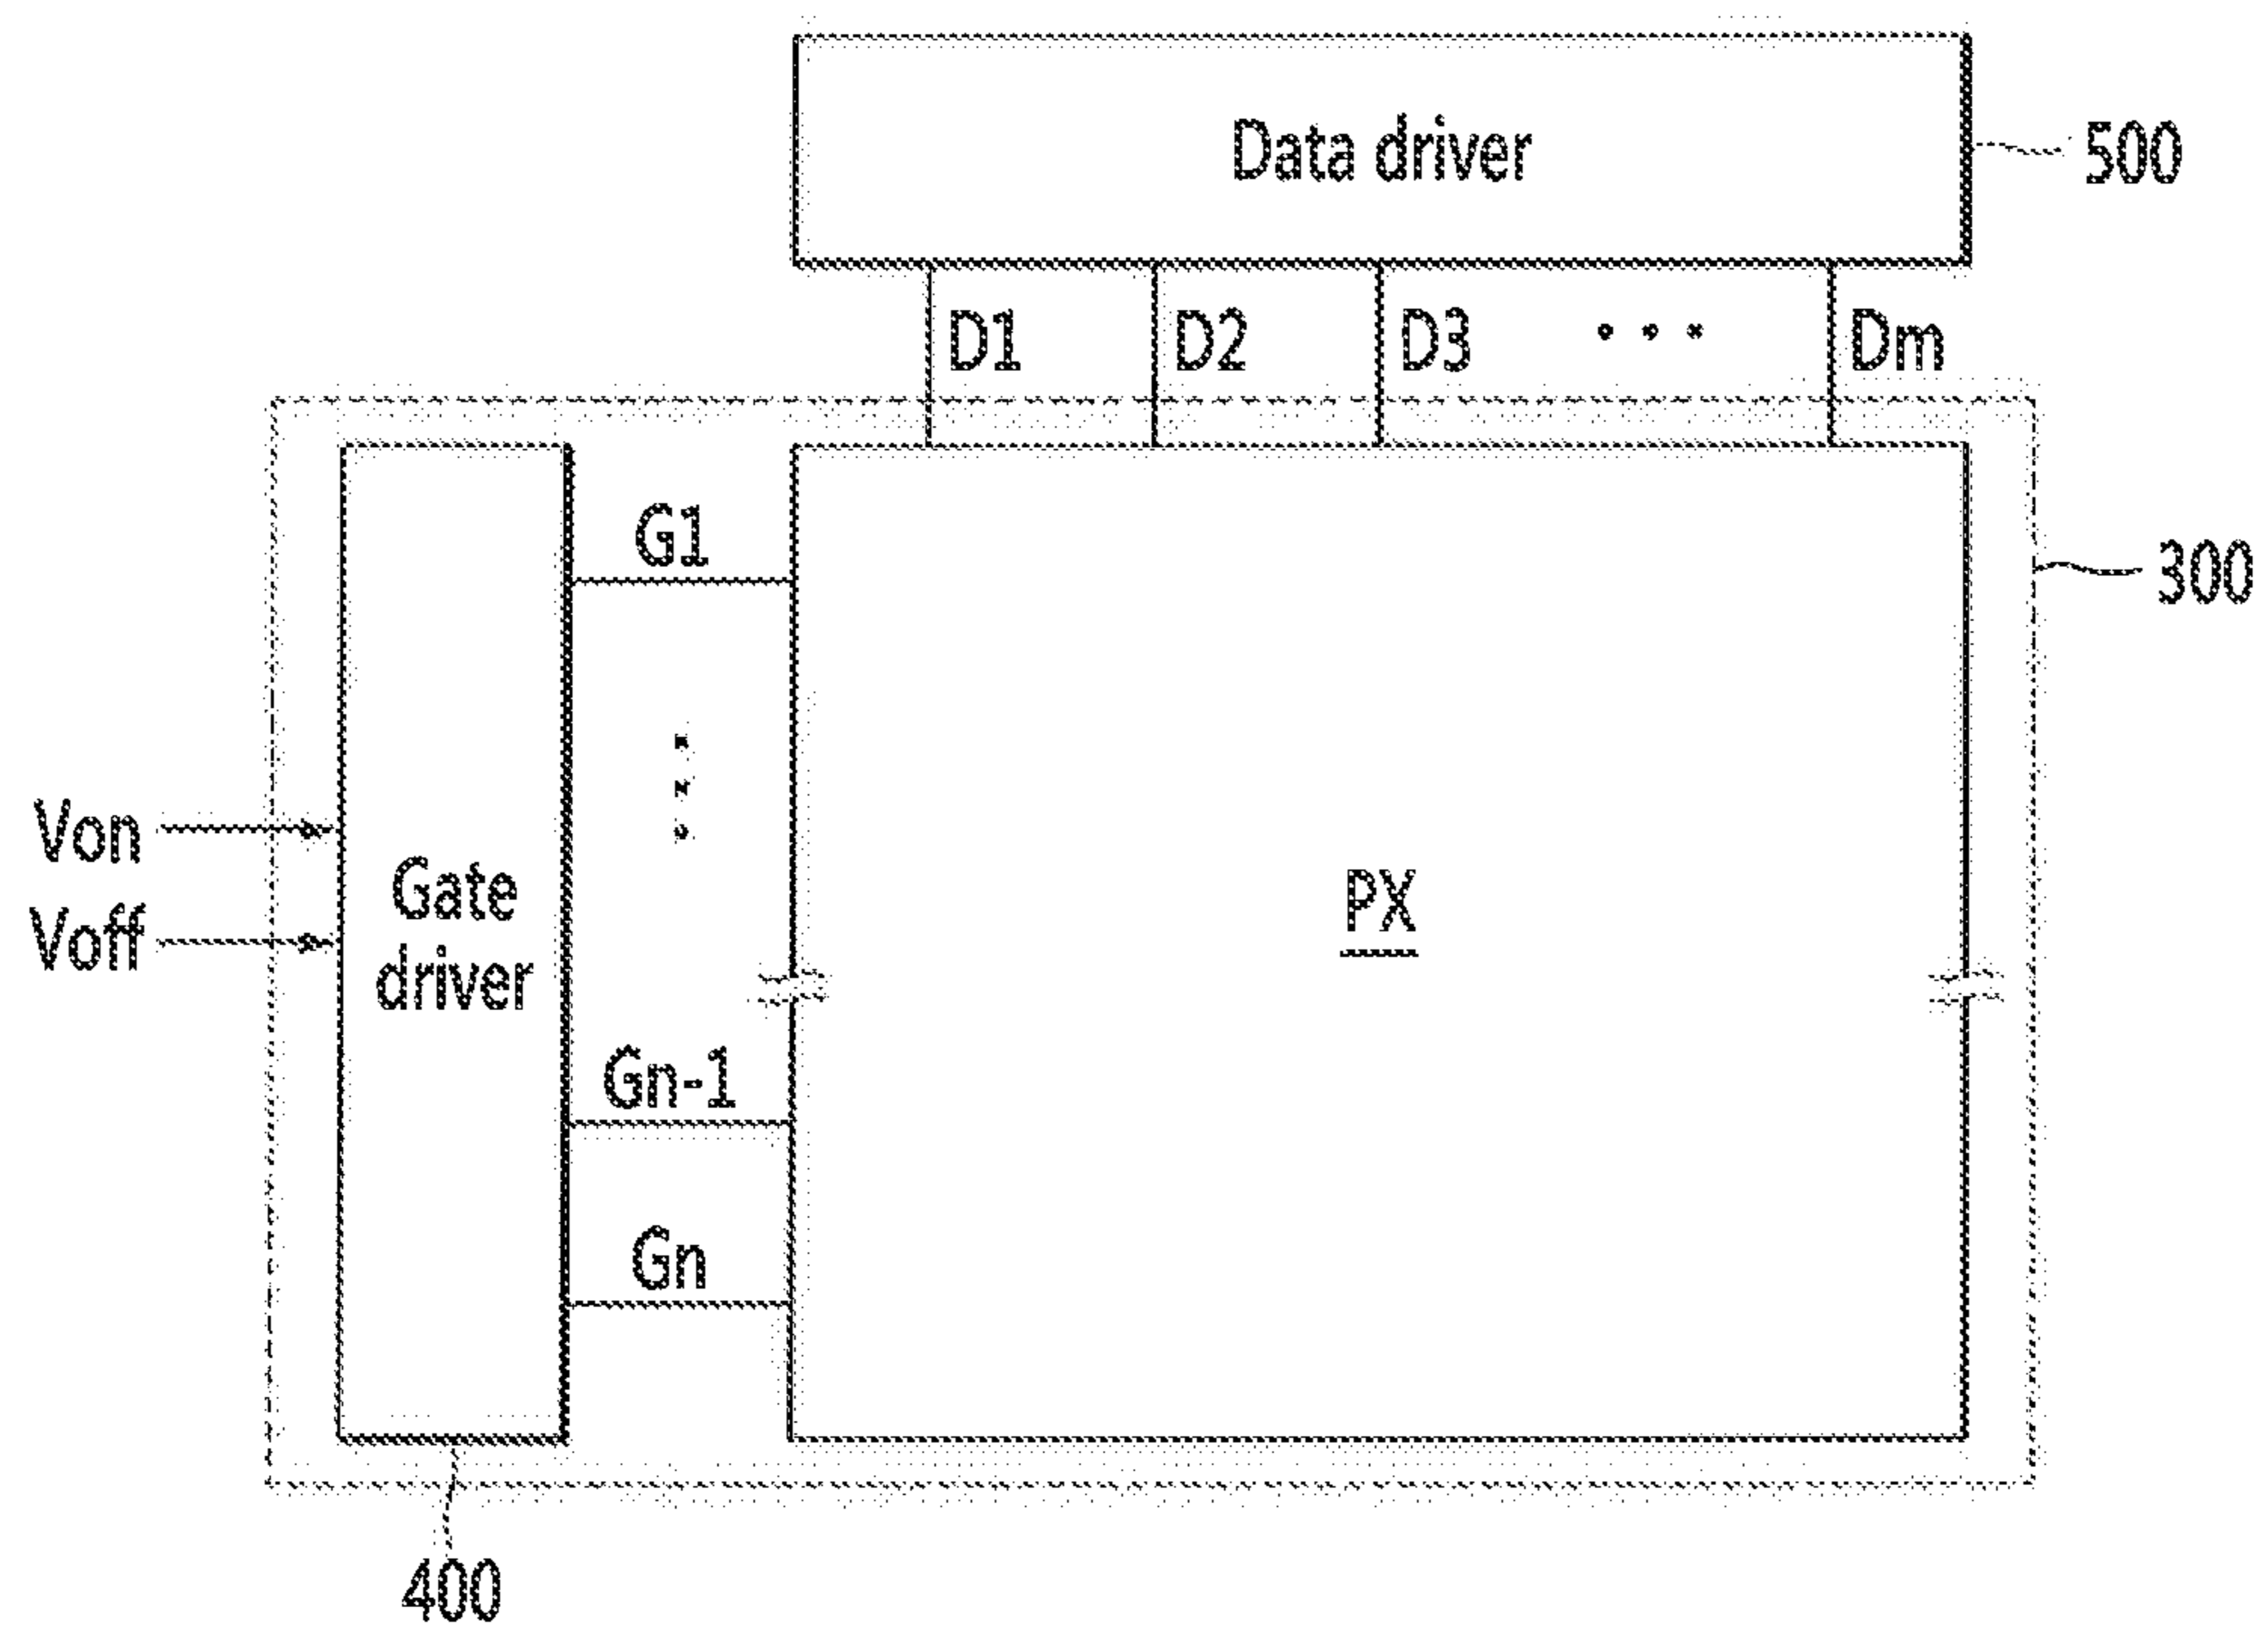 Data driver
500
D1 D2 D3 ··· Dm
G1
300
Von
Voff
Gate
driver
PX
Gn-1
Gn
400